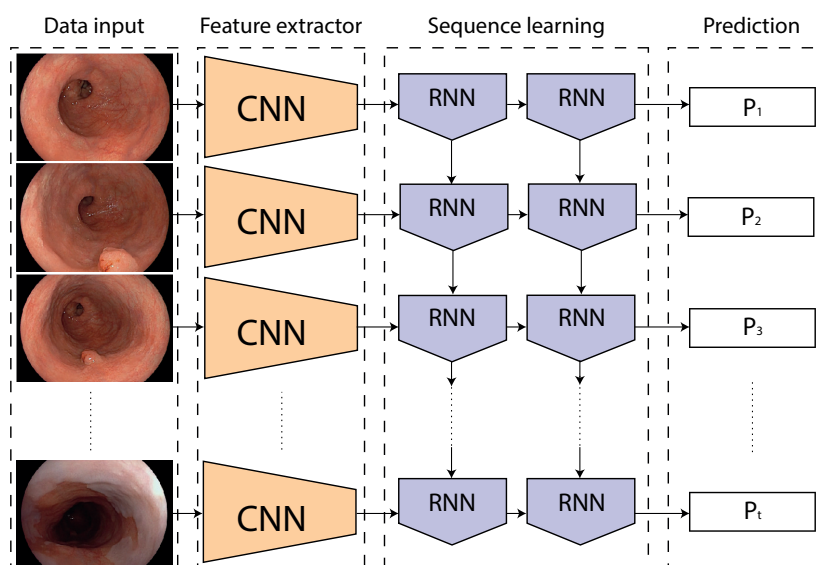 Data input Feature extractor Sequence learning Prediction
CNN RNN RNN P₁
CNN RNN RNN P₂
CNN RNN RNN P₃
CNN RNN RNN Pₜ